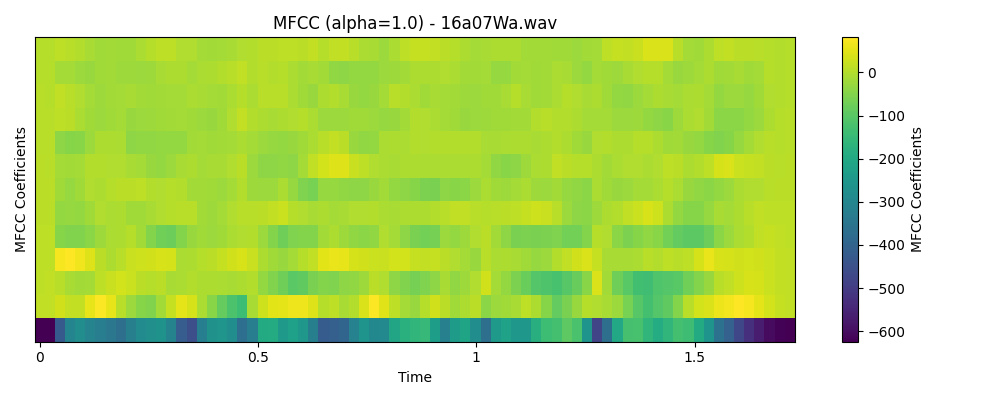 MFCC (alpha=1.0) - 16a07Wa.wav
MFCC Coefficients
0
0.5
1
1.5
Time
0
−100
−200
−300
−400
−500
−600
MFCC Coefficients